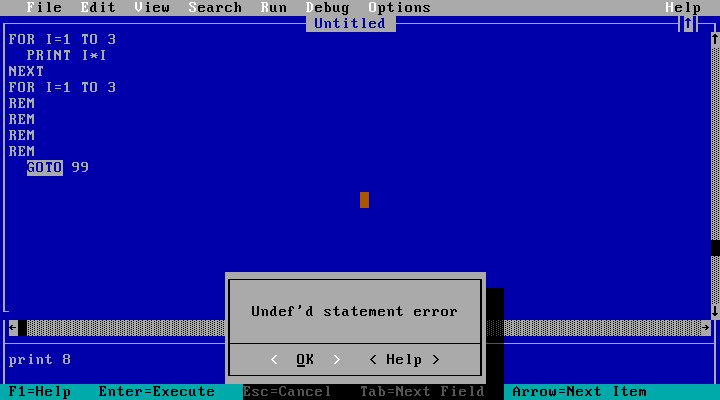 File Edit View Search Run Debug Options Help
Untitled
FOR I=1 TO 3
PRINT I*I
NEXT
FOR I=1 TO 3
REM
REM
REM
REM
GOTO 99
Undef'd statement error
< OK > < Help >
print 8
F1=Help Enter=Execute Esc=Cancel Tab=Next Field Arrow=Next Item